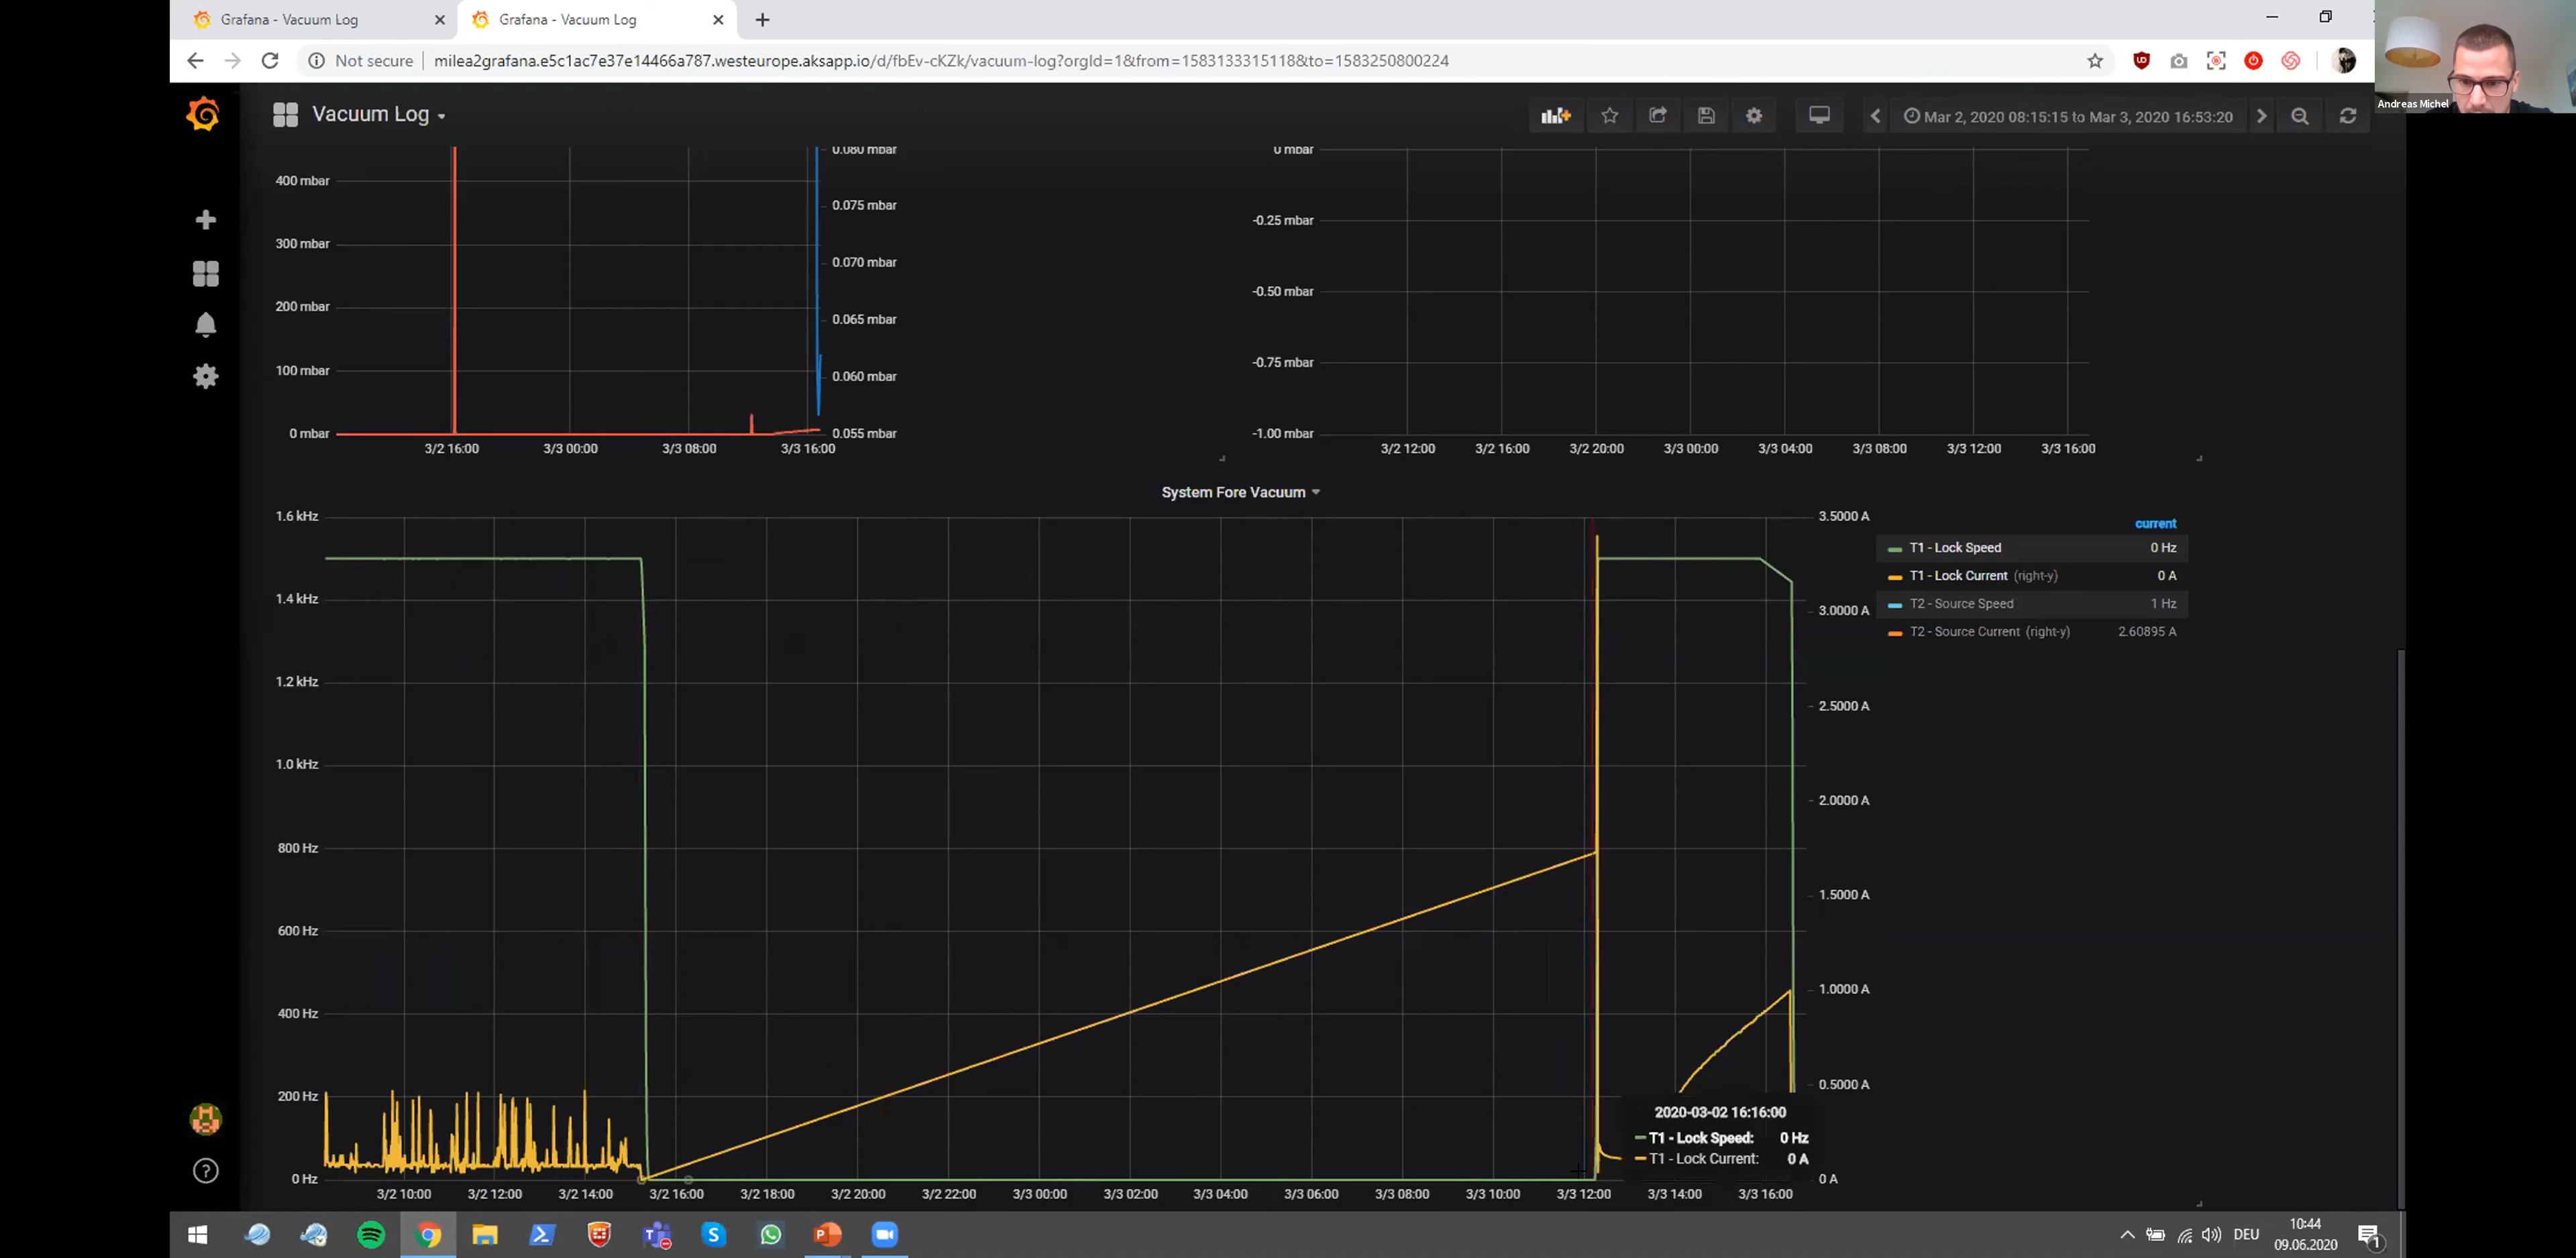 Grafana - Vacuum Log
Grafana - Vacuum Log
Not secure
milea2grafana.e5c1ac7e37e14466a787.westeurope.aksapp.io/d/fbEv-cKZk/vacuum-log?orgId=1&from=1583133315118&to=1583250800224
Andreas Michel
Vacuum Log
Mar 2, 2020 08:15:15 to Mar 3, 2020 16:53:20
400 mbar
300 mbar
200 mbar
100 mbar
0 mbar
0.080 mbar
0.075 mbar
0.070 mbar
0.065 mbar
0.060 mbar
0.055 mbar
3/2 16:00 3/3 00:00 3/3 08:00 3/3 16:00
0 mbar
-0.25 mbar
-0.50 mbar
-0.75 mbar
-1.00 mbar
3/2 12:00 3/2 16:00 3/2 20:00 3/3 00:00 3/3 04:00 3/3 08:00 3/3 12:00 3/3 16:00
System Fore Vacuum
1.6 kHz
1.4 kHz
1.2 kHz
1.0 kHz
800 Hz
600 Hz
400 Hz
200 Hz
0 Hz
3.5000 A
3.0000 A
2.5000 A
2.0000 A
1.5000 A
1.0000 A
0.5000 A
0 A
current
T1 - Lock Speed 0 Hz
T1 - Lock Current (right-y) 0 A
T2 - Source Speed 1 Hz
T2 - Source Current (right-y) 2.60895 A
2020-03-02 16:16:00
T1 - Lock Speed: 0 Hz
T1 - Lock Current: 0 A
3/2 10:00 3/2 12:00 3/2 14:00 3/2 16:00 3/2 18:00 3/2 20:00 3/2 22:00 3/3 00:00 3/3 02:00 3/3 04:00 3/3 06:00 3/3 08:00 3/3 10:00 3/3 12:00 3/3 14:00 3/3 16:00
DEU
10:44
09.06.2020
1